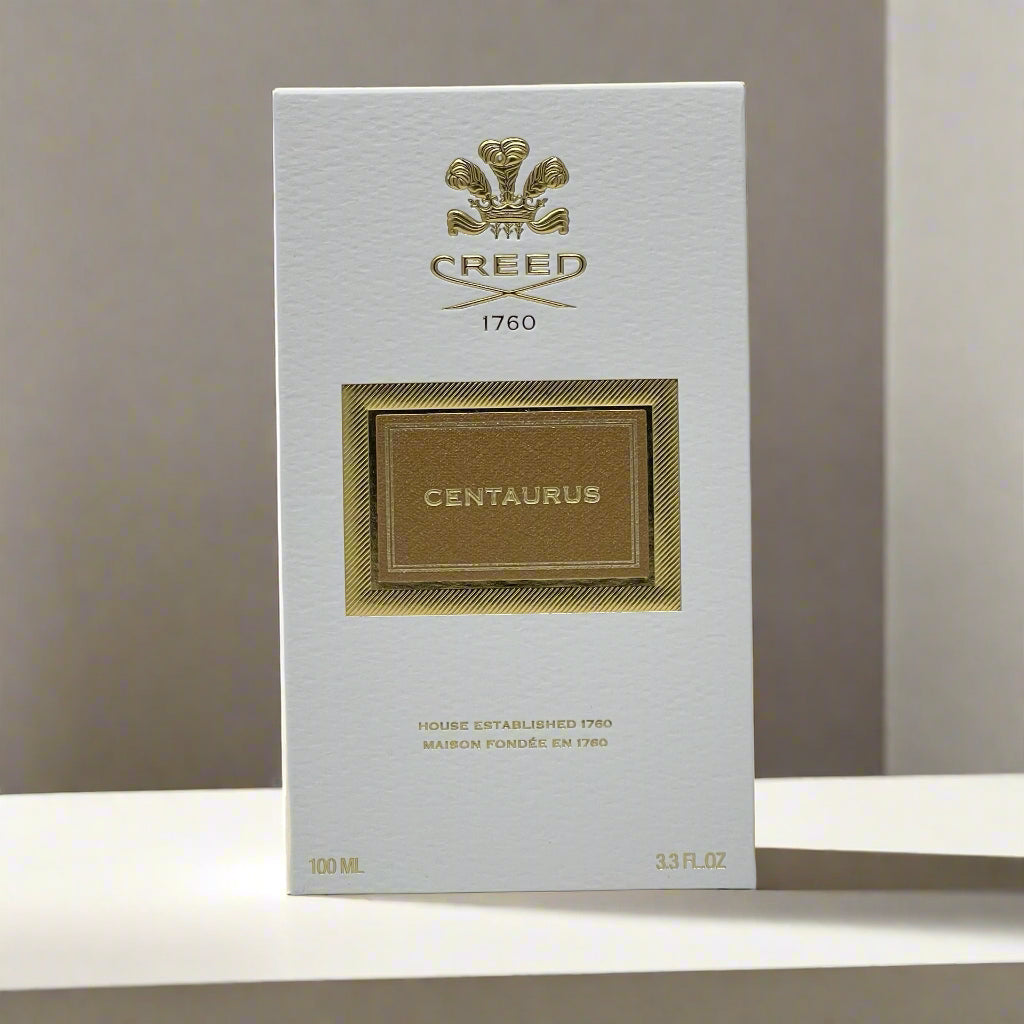 CREED
1760
CENTAURUS
HOUSE ESTABLISHED 1760
MAISON FONDÉE EN 1760
100 ML
3.3 FL.OZ